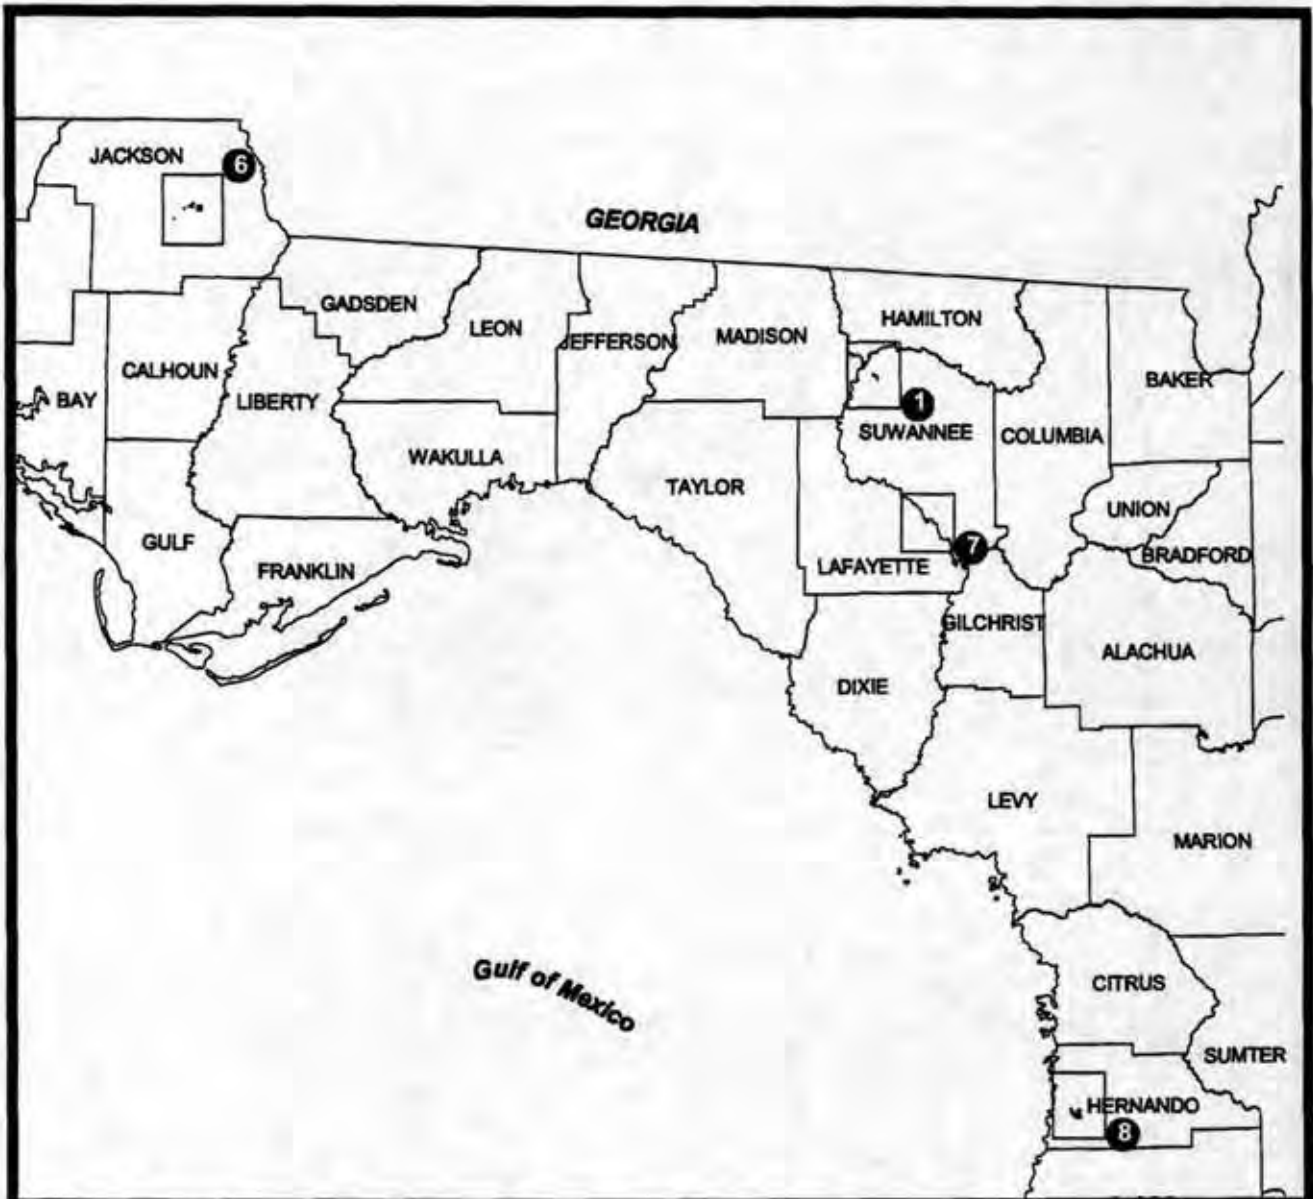 JACKSON
6
GEORGIA
GADSDEN
LEON
JEFFERSON
MADISON
HAMILTON
CALHOUN
BAY
LIBERTY
BAKER
1
SUWANNEE
COLUMBIA
WAKULLA
TAYLOR
UNION
GULF
FRANKLIN
7
LAFAYETTE
BRADFORD
GILCHRIST
ALACHUA
DIXIE
LEVY
MARION
Gulf of Mexico
CITRUS
SUMTER
HERNANDO
8